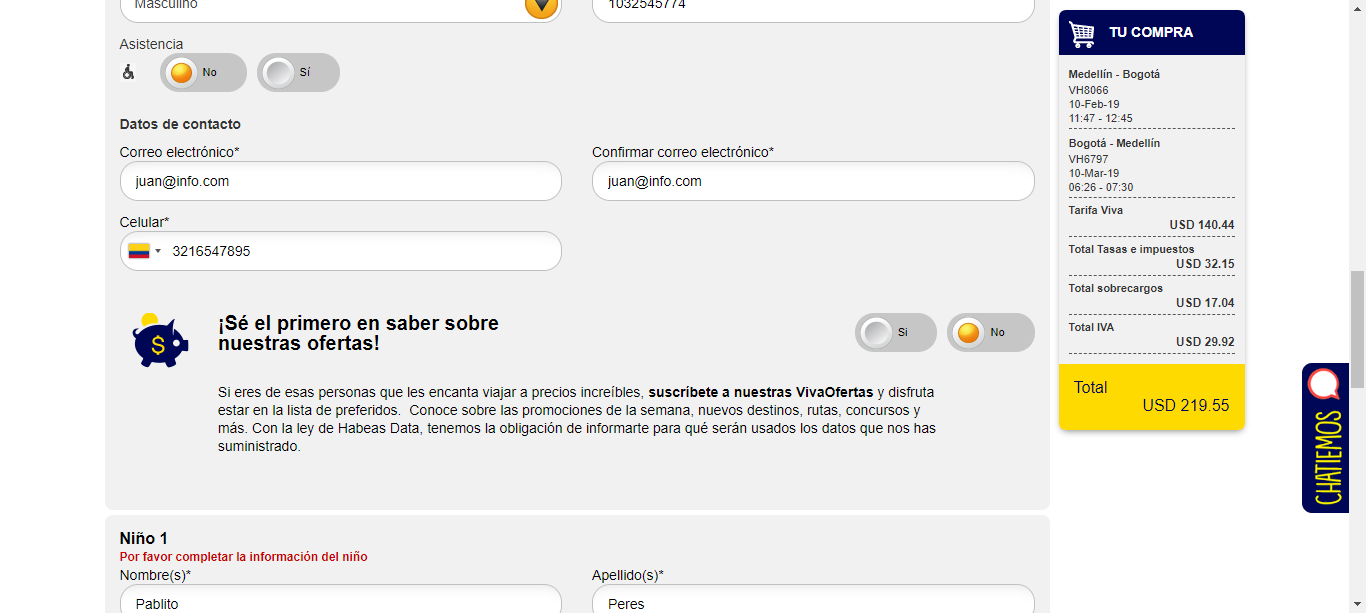 Masculino
1032545774
Asistencia
No
Sí
Datos de contacto
Correo electrónico*
Confirmar correo electrónico*
juan@info.com
juan@info.com
Celular*
3216547895
$
¡Sé el primero en saber sobre
nuestras ofertas!
Si
No
Si eres de esas personas que les encanta viajar a precios increíbles, suscríbete a nuestras VivaOfertas y disfruta
estar en la lista de preferidos. Conoce sobre las promociones de la semana, nuevos destinos, rutas, concursos y
más. Con la ley de Habeas Data, tenemos la obligación de informarte para qué serán usados los datos que nos has
suministrado.
Niño 1
Por favor completar la información del niño
Nombre(s)*
Apellido(s)*
Pablito
Peres
TU COMPRA
Medellín - Bogotá
VH8066
10-Feb-19
11:47 - 12:45
Bogotá - Medellín
VH6797
10-Mar-19
06:26 - 07:30
Tarifa Viva
USD 140.44
Total Tasas e impuestos
USD 32.15
Total sobrecargos
USD 17.04
Total IVA
USD 29.92
Total
USD 219.55
CHATIEMOS